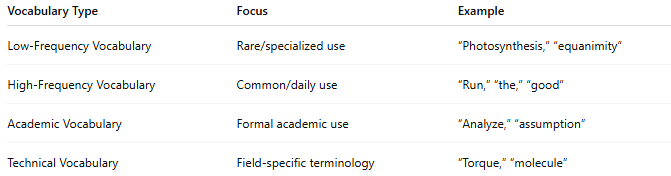 Vocabulary Type Focus Example
Low-Frequency Vocabulary Rare/specialized use "Photosynthesis," "equanimity"
High-Frequency Vocabulary Common/daily use "Run," "the," "good"
Academic Vocabulary Formal academic use "Analyze," "assumption"
Technical Vocabulary Field-specific terminology "Torque," "molecule"